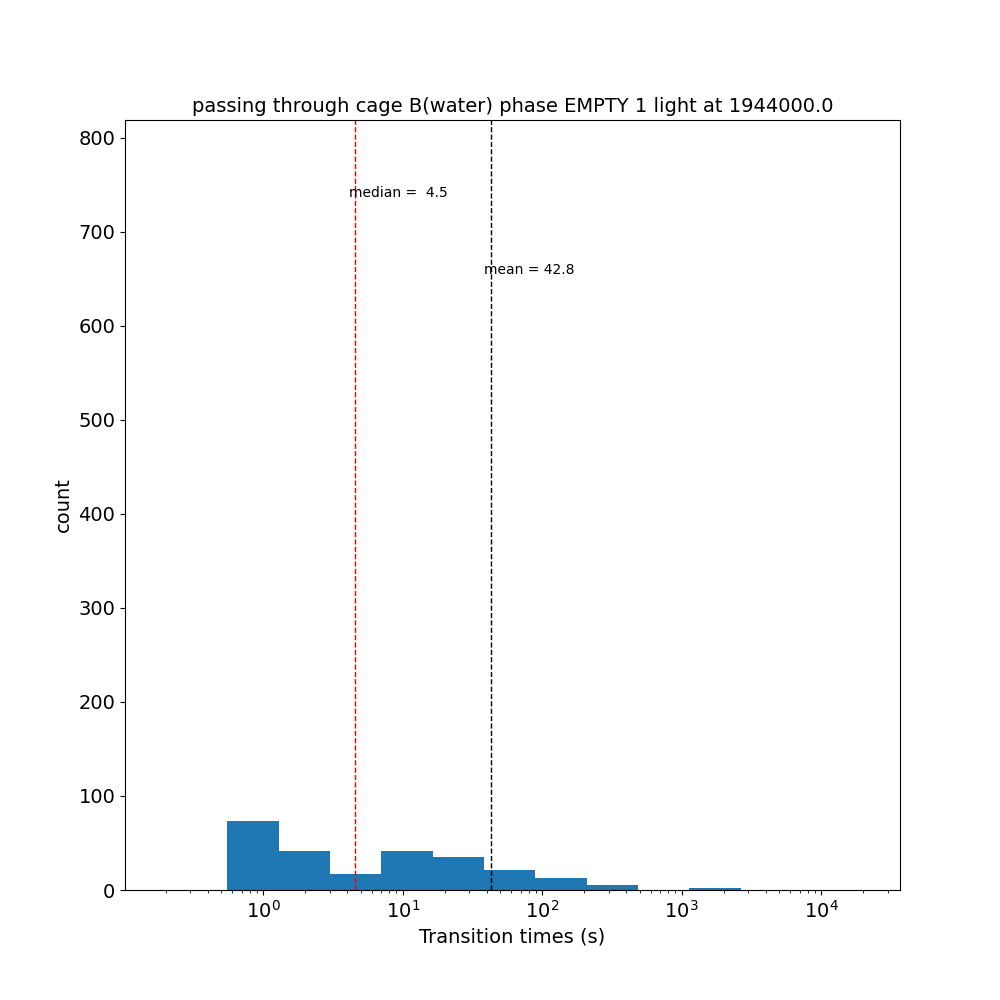 passing through cage B(water) phase EMPTY 1 light at 1944000.0
800
median =  4.5
700
mean = 42.8
600
500
count
400
300
200
100
0
10^0 10^1 10^2 10^3 10^4
Transition times (s)